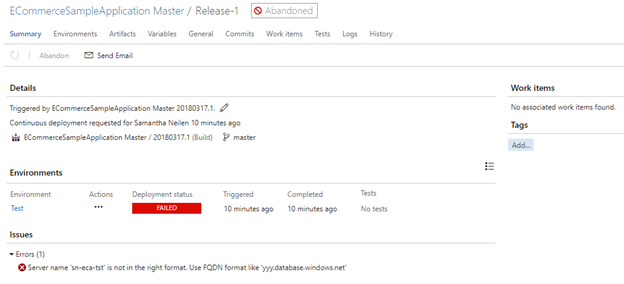 ECommerceSampleApplication Master / Release-1 Abandoned
Summary Environments Artifacts Variables General Commits Work items Tests Logs History
Abandon Send Email
Details
Triggered by ECommerceSampleApplication Master 20180317.1.
Continuous deployment requested for Samantha Neilen 10 minutes ago
ECommerceSampleApplication Master / 20180317.1 (Build) master
Work items
No associated work items found.
Tags
Add...
Environments
Environment Actions Deployment status Triggered Completed Tests
Test ••• FAILED 10 minutes ago 10 minutes ago No tests
Issues
Errors (1)
Server name 'sn-eca-tst' is not in the right format. Use FQDN format like 'yyy.database.windows.net'